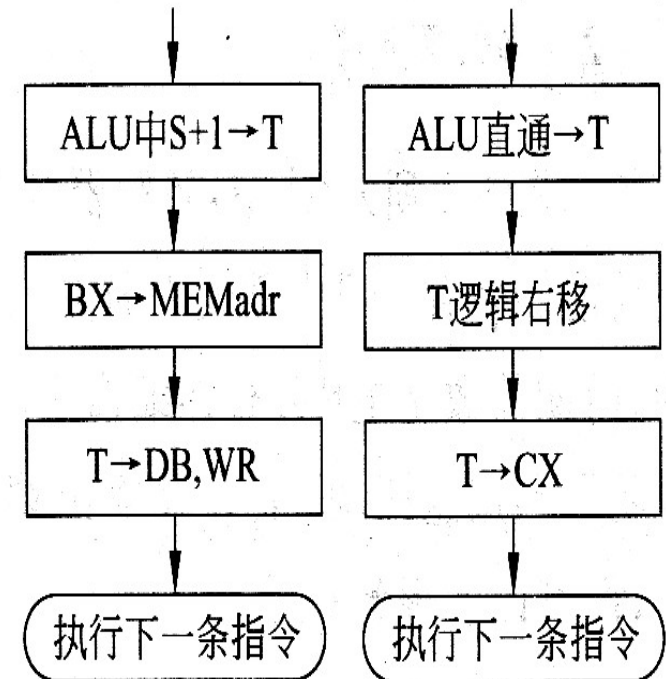 ALU中S+1→T
BX→MEMadr
T→DB,WR
执行下一条指令
ALU直通→T
T逻辑右移
T→CX
执行下一条指令